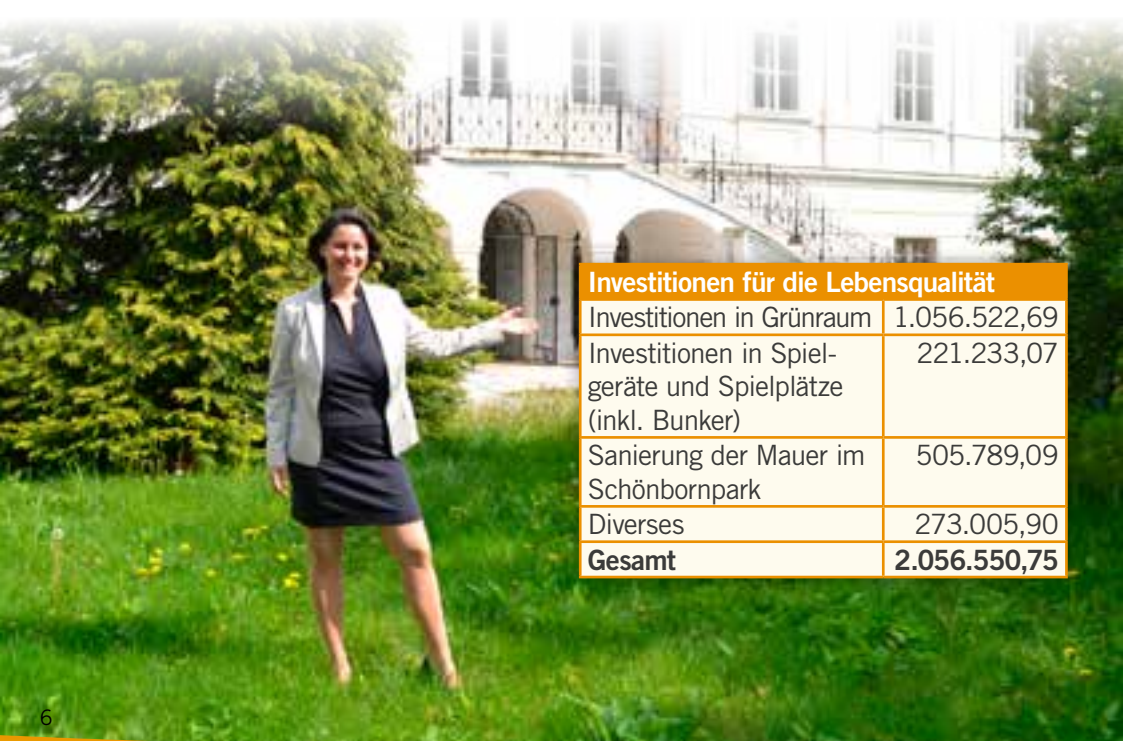 Investitionen für die Lebensqualität
Investitionen in Grünraum 1.056.522,69
Investitionen in Spiel- 221.233,07
geräte und Spielplätze
(inkl. Bunker)
Sanierung der Mauer im 505.789,09
Schönbornpark
Diverses 273.005,90
Gesamt 2.056.550,75
6